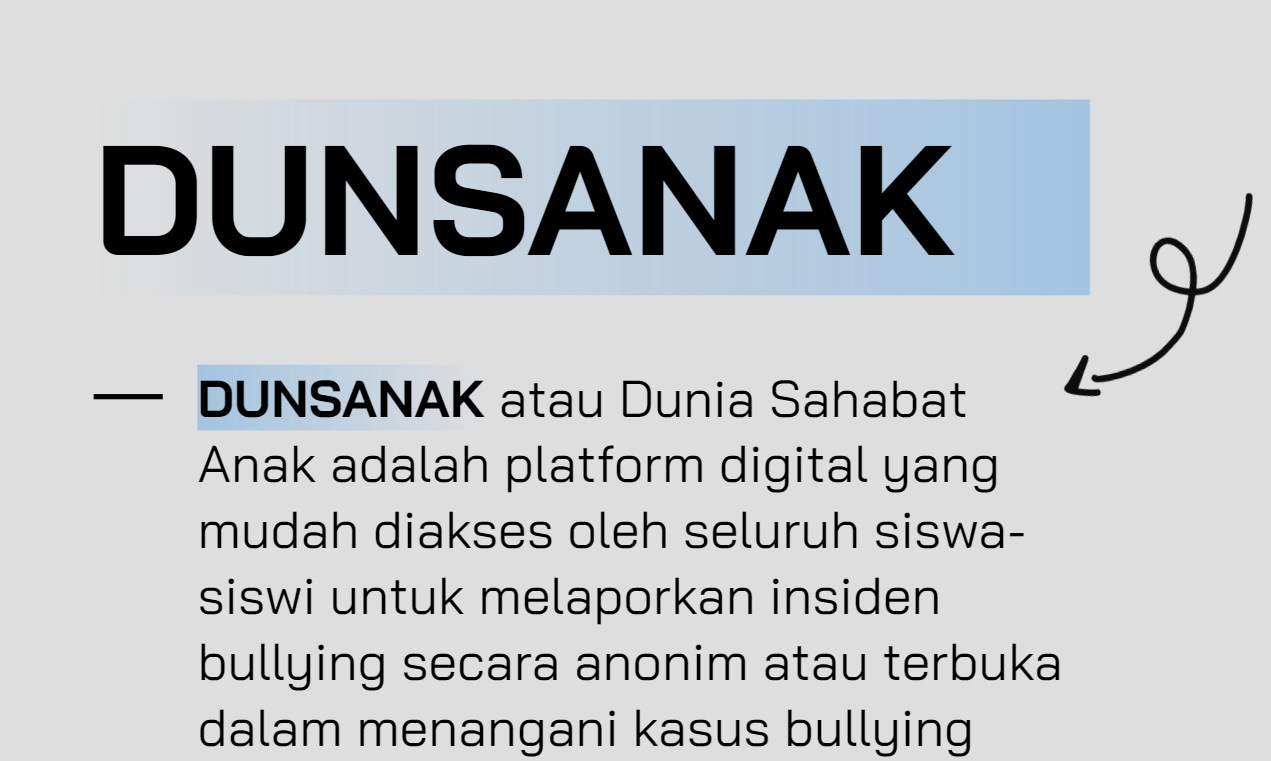 DUNSANAK
DUNSANAK atau Dunia Sahabat
Anak adalah platform digital yang
mudah diakses oleh seluruh siswa-
siswi untuk melaporkan insiden
bullying secara anonim atau terbuka
dalam menangani kasus bullying